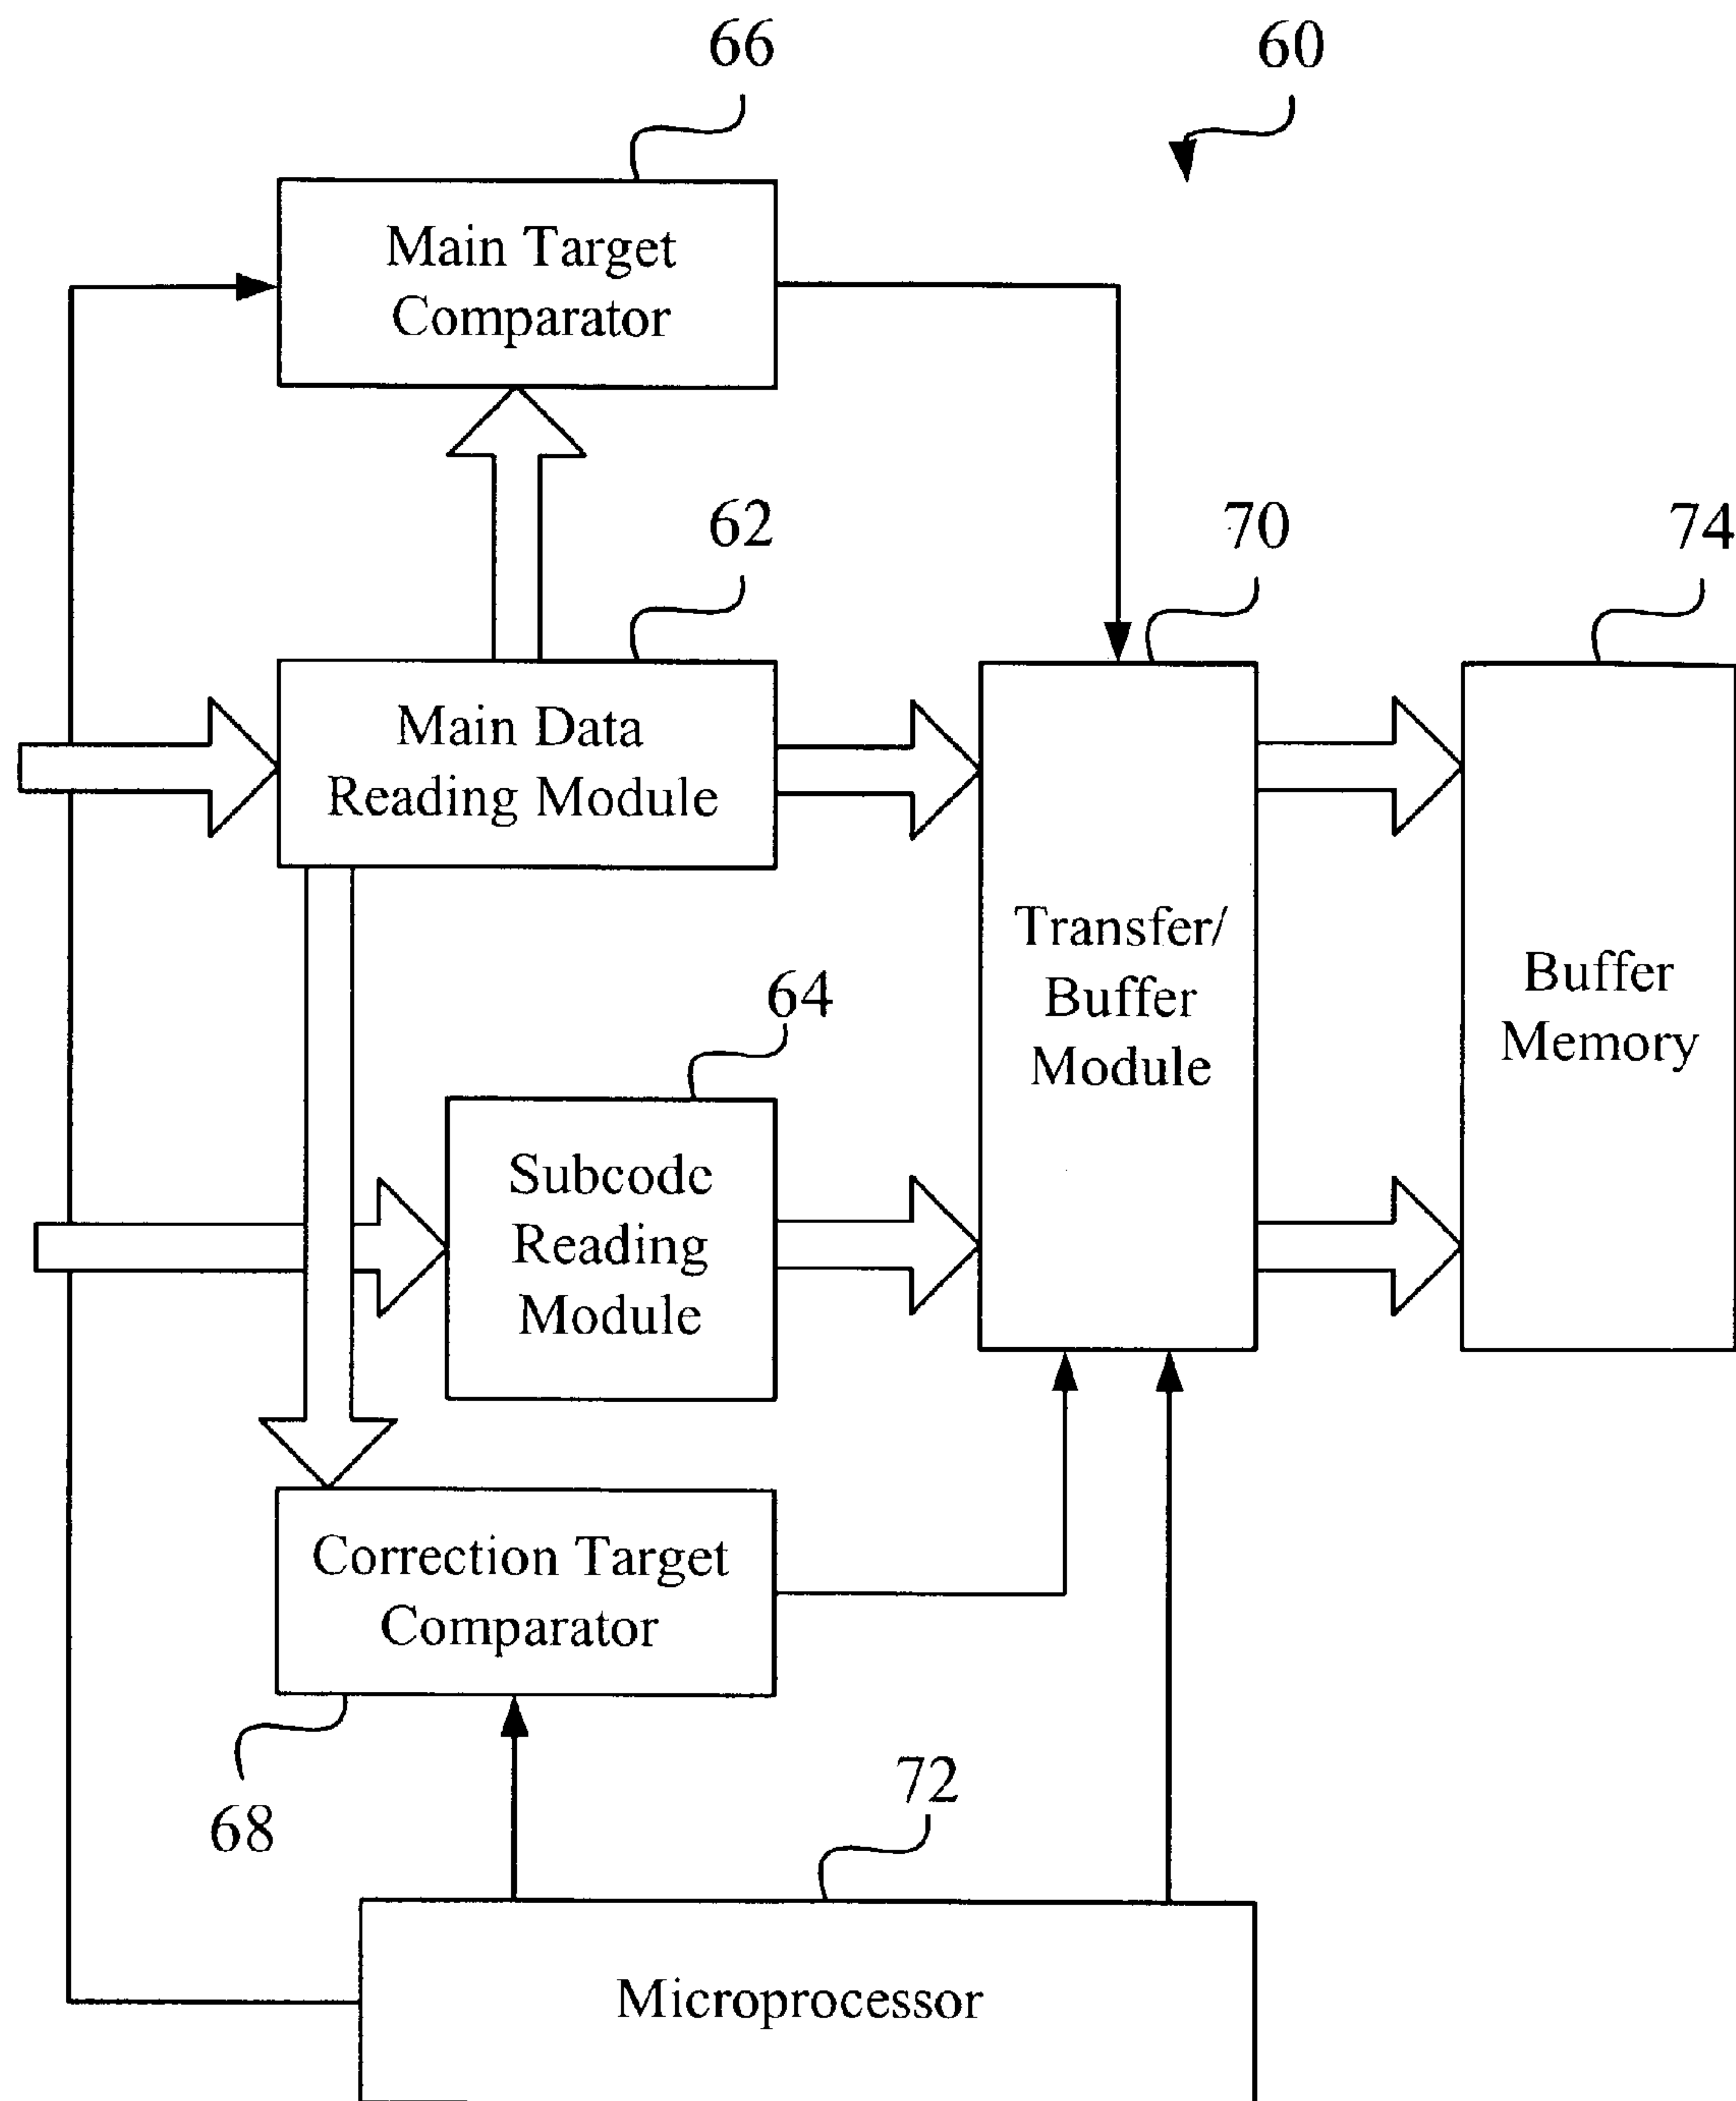 66
60
Main Target
Comparator
62
70
74
Main Data
Reading Module
Transfer/
Buffer
Module
Buffer
Memory
64
Subcode
Reading
Module
Correction Target
Comparator
68
72
Microprocessor